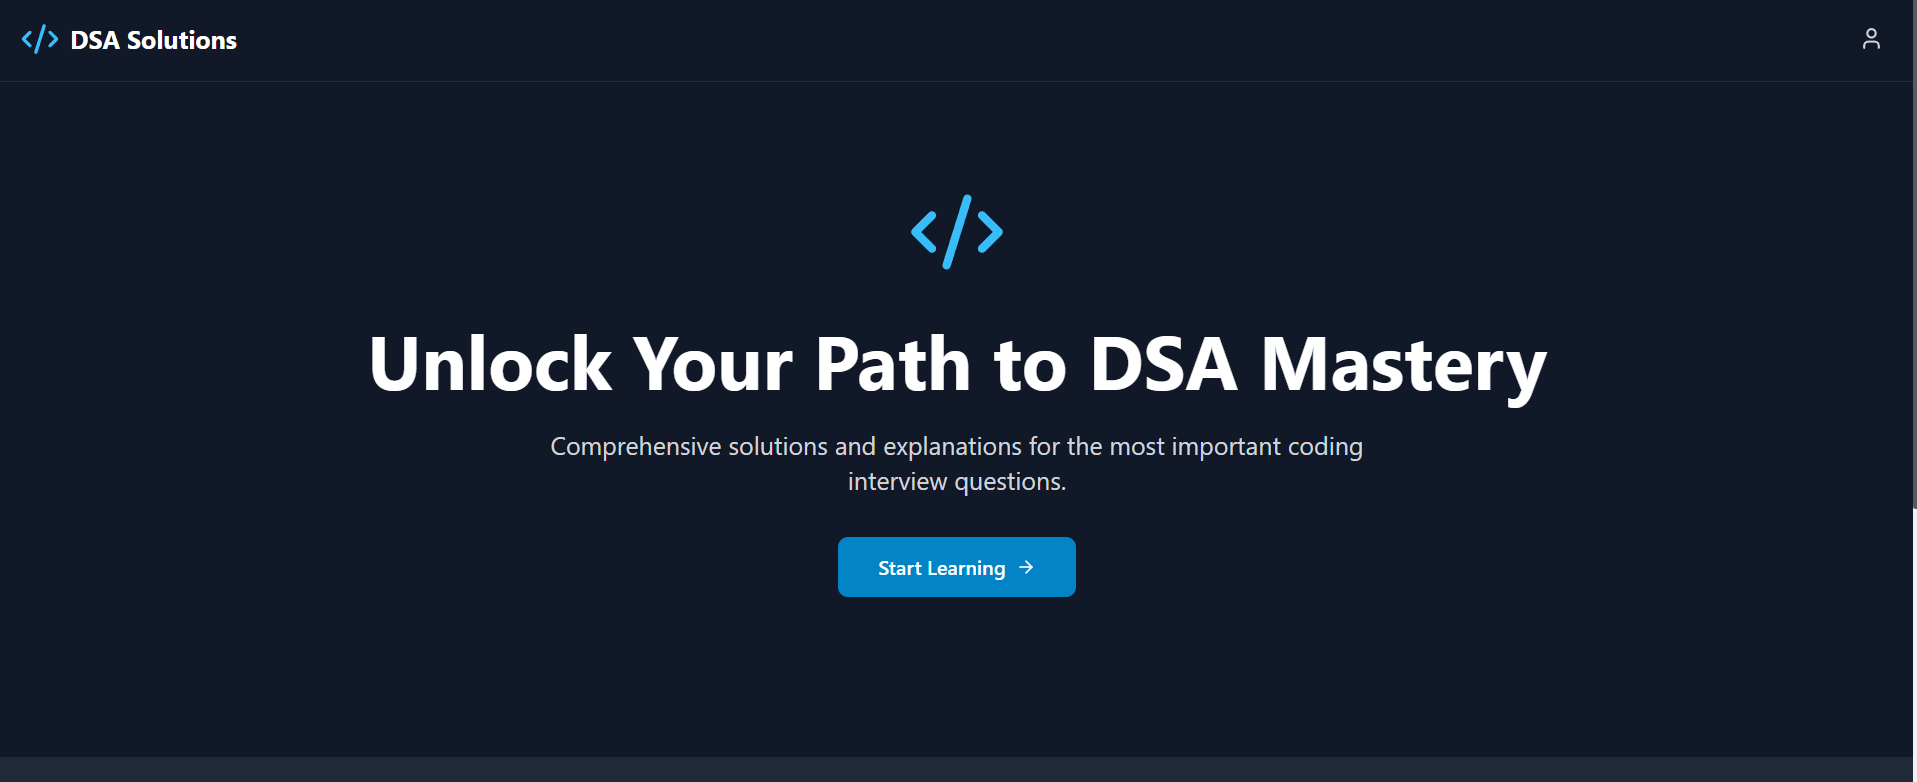 DSA Solutions
Unlock Your Path to DSA Mastery
Comprehensive solutions and explanations for the most important coding
interview questions.
Start Learning →